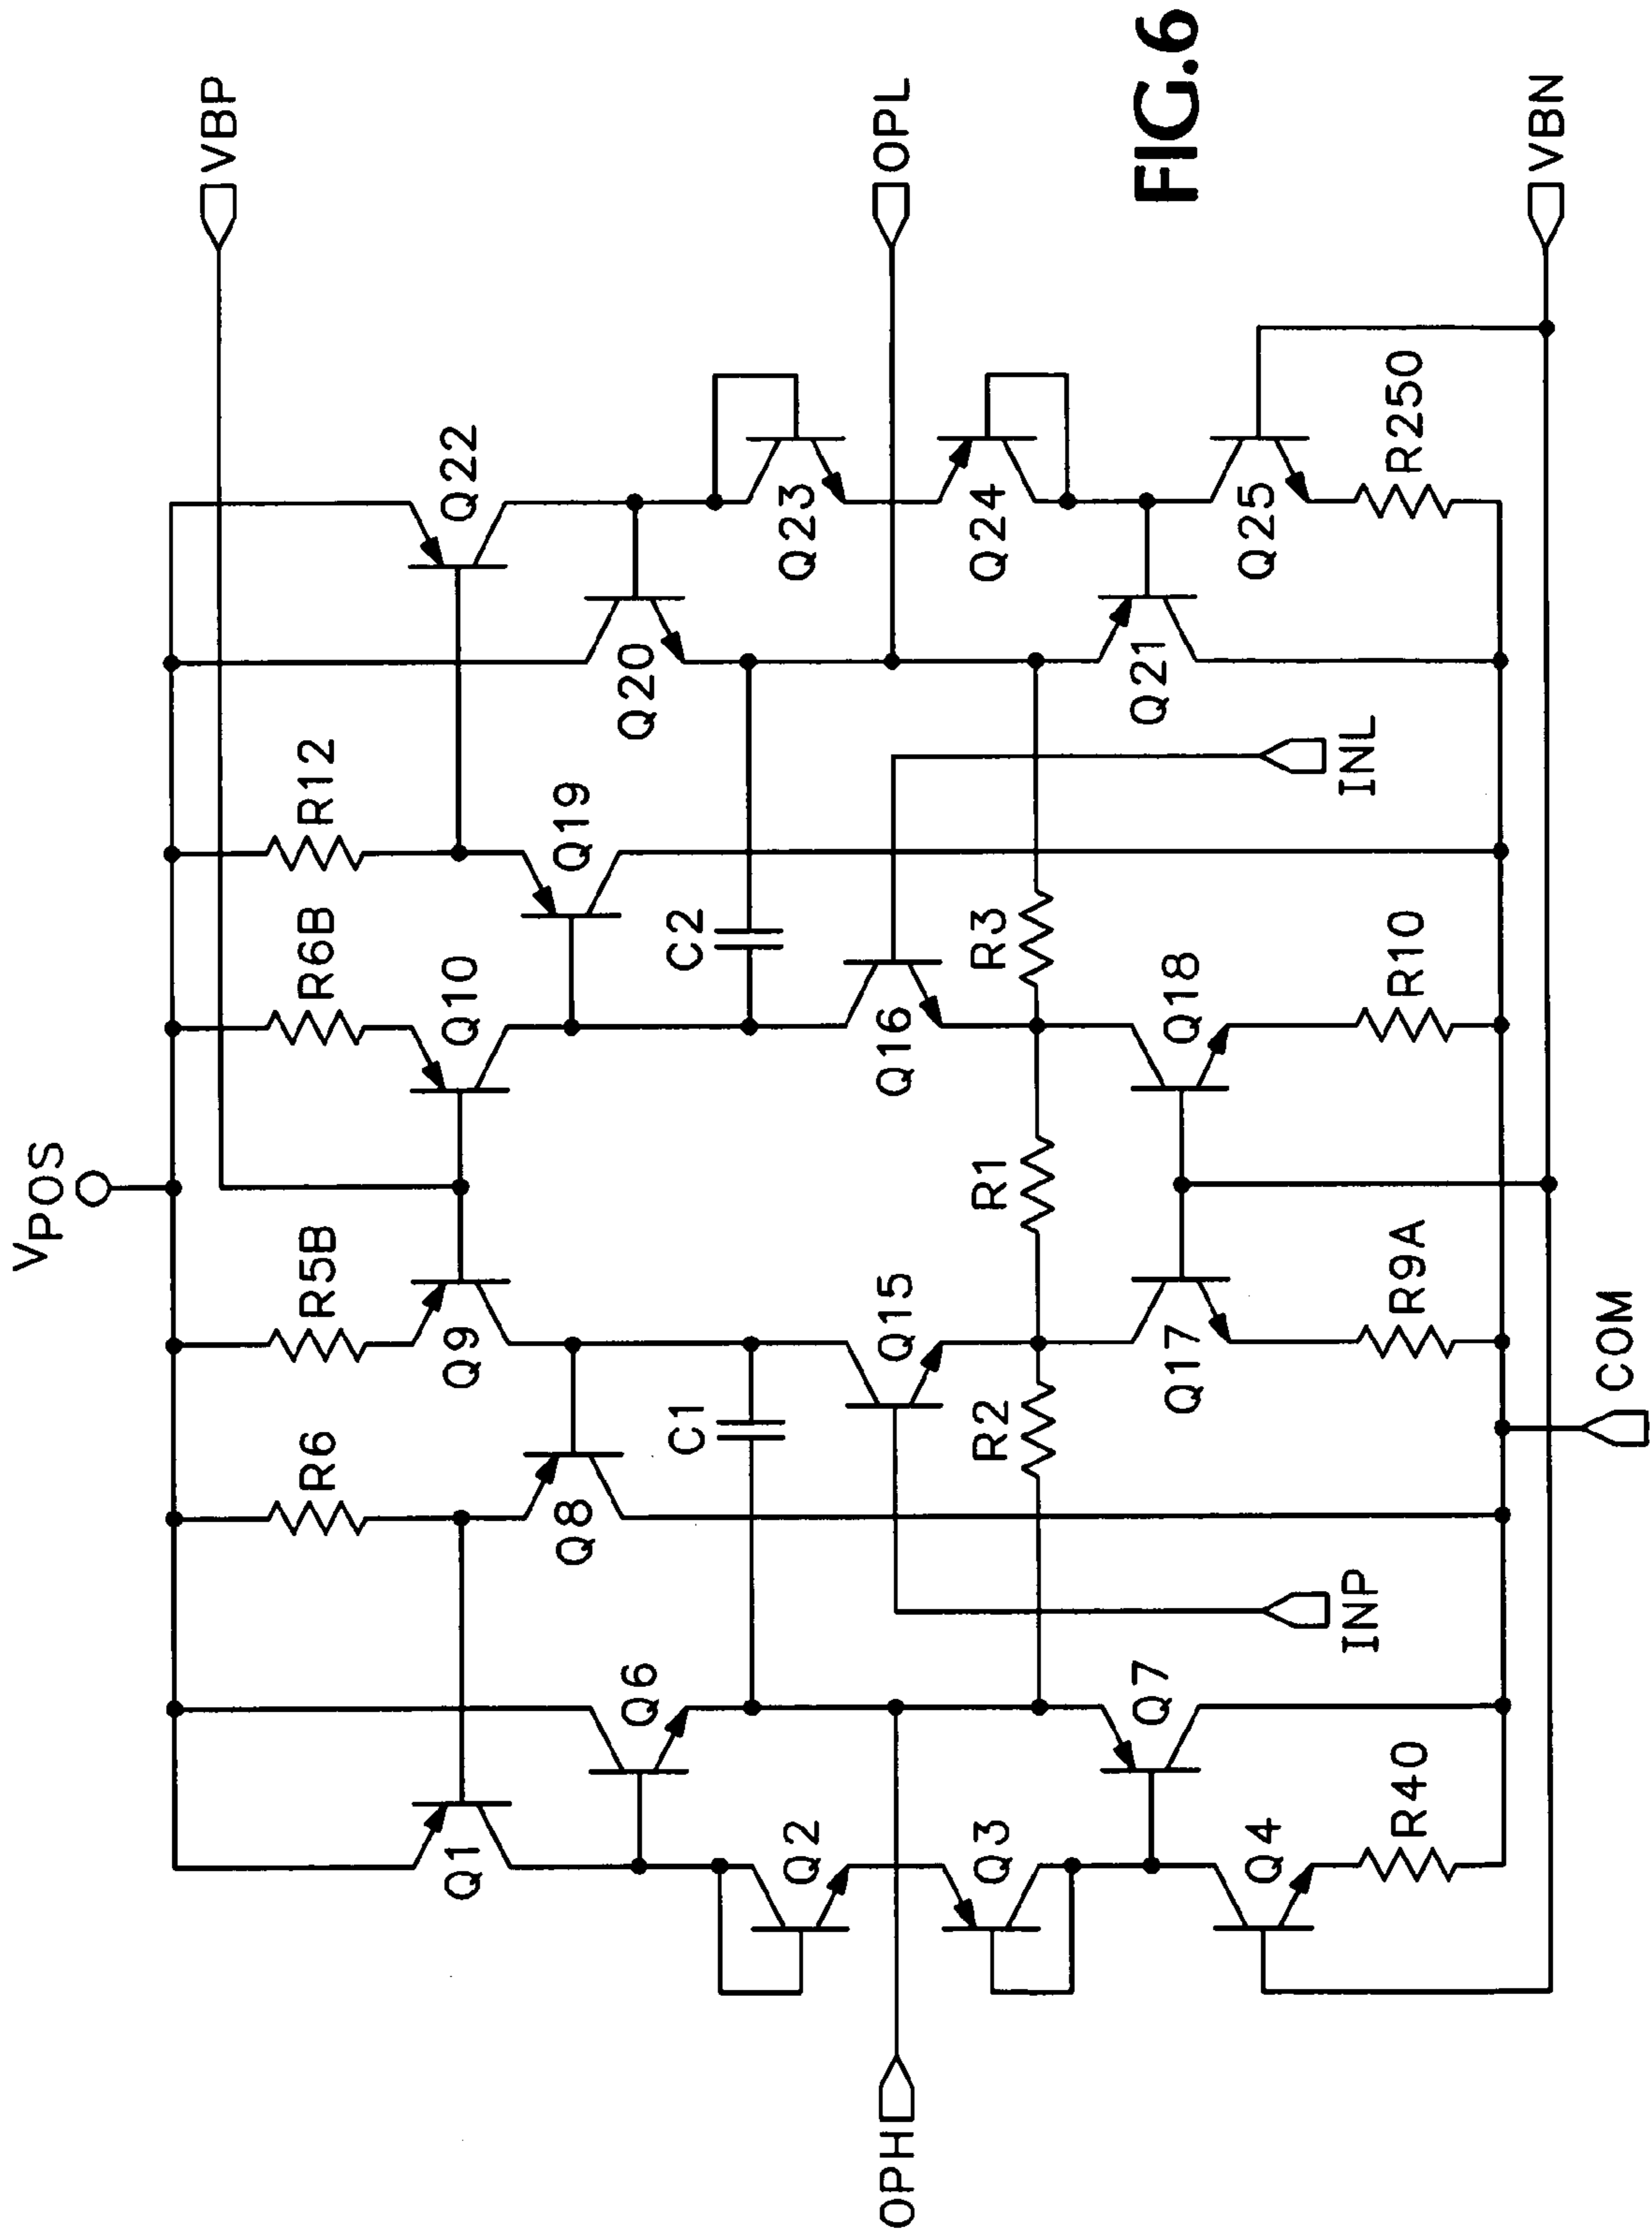 VPOS
VBP
R6
R5B
R6B
R12
Q1
Q9
Q10
Q22
Q8
Q19
Q6
Q20
C1
C2
Q2
Q23
OPH
Q15
Q16
OPL
Q3
R2
R1
R3
Q24
Q7
Q17
Q18
Q21
Q4
Q25
INP
INL
R40
R9A
R10
R250
VBN
COM
FIG.6